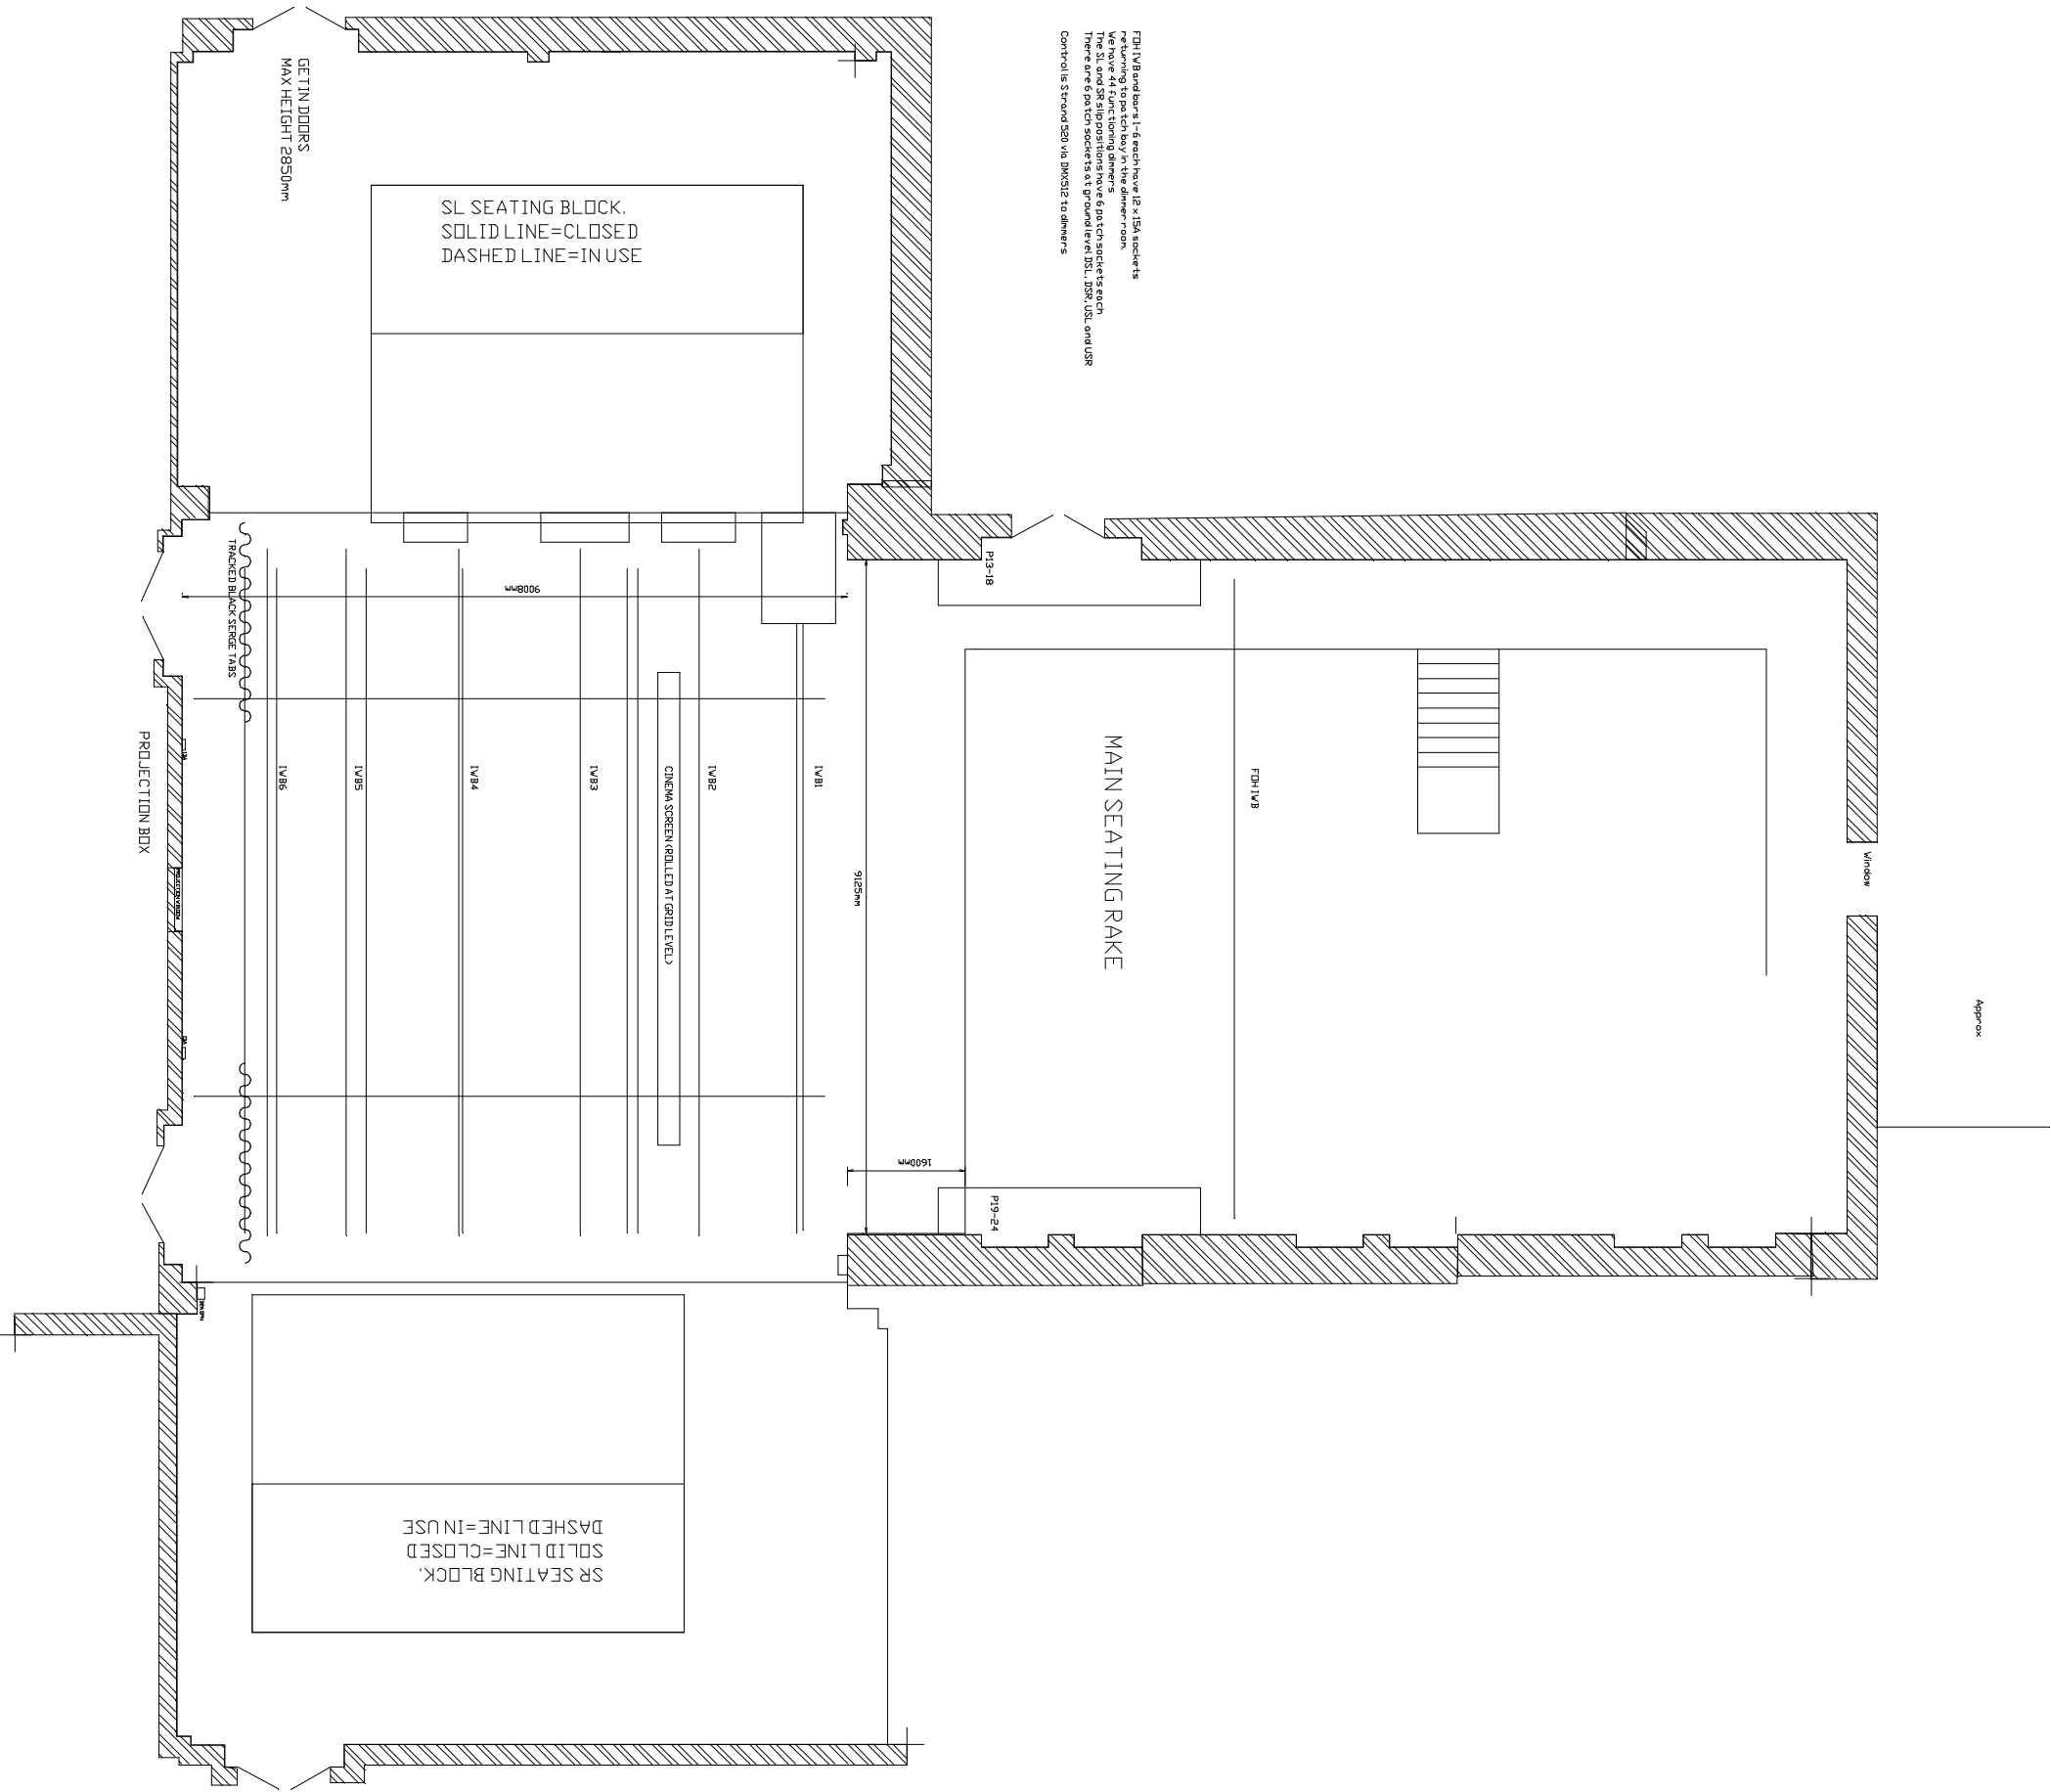 FOH IWB and bars 1-6 each have 12 x 15A sockets
returning to patch bay in the dimmer room.
We have 44 functioning dimmers
The SL and SR slip positions have 6 patch sockets each
There are 6 patch sockets at ground level DSL, DSR, USL and USR
Control is Strand 520 via DMX512 to dimmers
GET IN DOORS
MAX HEIGHT 2850mm
SL SEATING BLOCK.
SOLID LINE=CLOSED
DASHED LINE=IN USE
P13-18
9008mm
TRACKED BLACK SERGE TABS
PROJECTION BOX
IWB6
IWB5
IWB4
IWB3
CINEMA SCREEN (ROLLED AT GRID LEVEL)
IWB2
IWB1
9125mm
MAIN SEATING RAKE
FOH IWB
Window
Approx
1600mm
P19-24
SR SEATING BLOCK.
SOLID LINE=CLOSED
DASHED LINE=IN USE